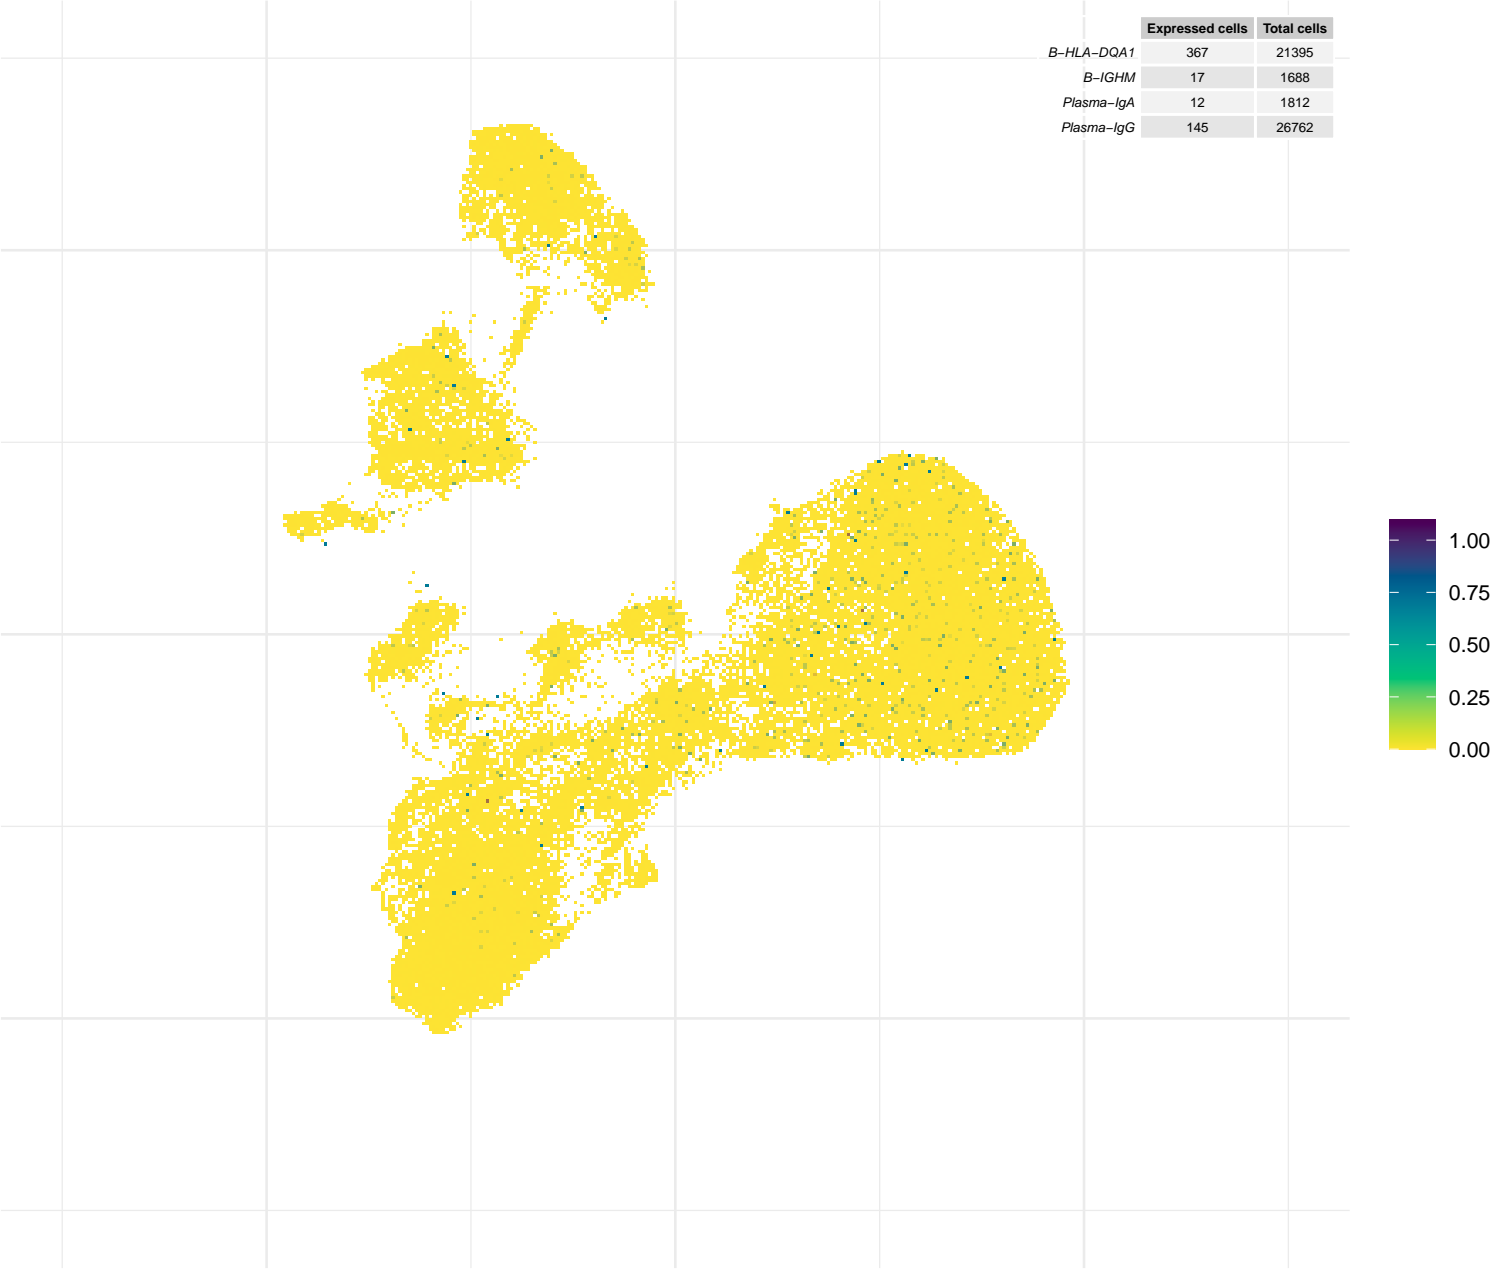 Expressed cells Total cells
B−HLA−DQA1 367 21395
B−IGHM 17 1688
Plasma−IgA 12 1812
Plasma−IgG 145 26762
1.00
0.75
0.50
0.25
0.00